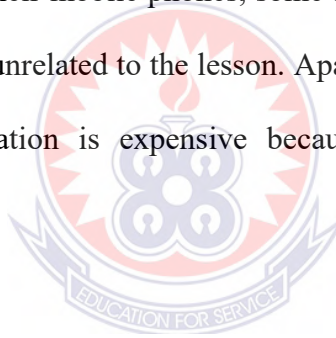 mobile phones, some
unrelated to the lesson. Apa
ation is expensive becau
EDUCATION FOR SERVICE